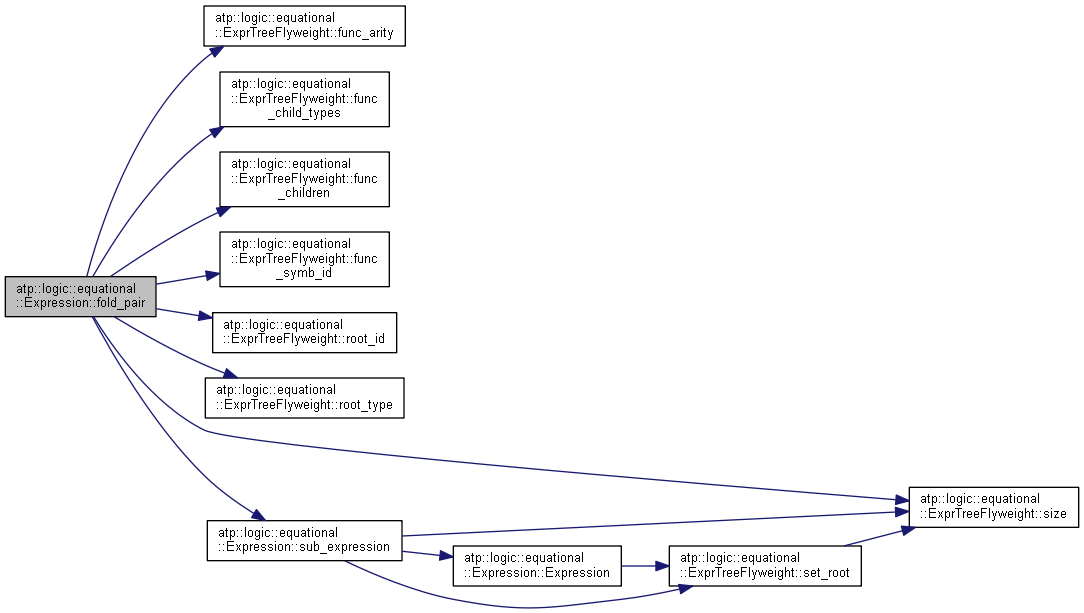 atp::logic::equational
::ExprTreeFlyweight::func_arity
atp::logic::equational
::ExprTreeFlyweight::func
_child_types
atp::logic::equational
::ExprTreeFlyweight::func
_children
atp::logic::equational
::ExprTreeFlyweight::func
_symb_id
atp::logic::equational
::Expression::fold_pair
atp::logic::equational
::ExprTreeFlyweight::root_id
atp::logic::equational
::ExprTreeFlyweight::root_type
atp::logic::equational
::ExprTreeFlyweight::size
atp::logic::equational
::Expression::sub_expression
atp::logic::equational
::Expression::Expression
atp::logic::equational
::ExprTreeFlyweight::set_root